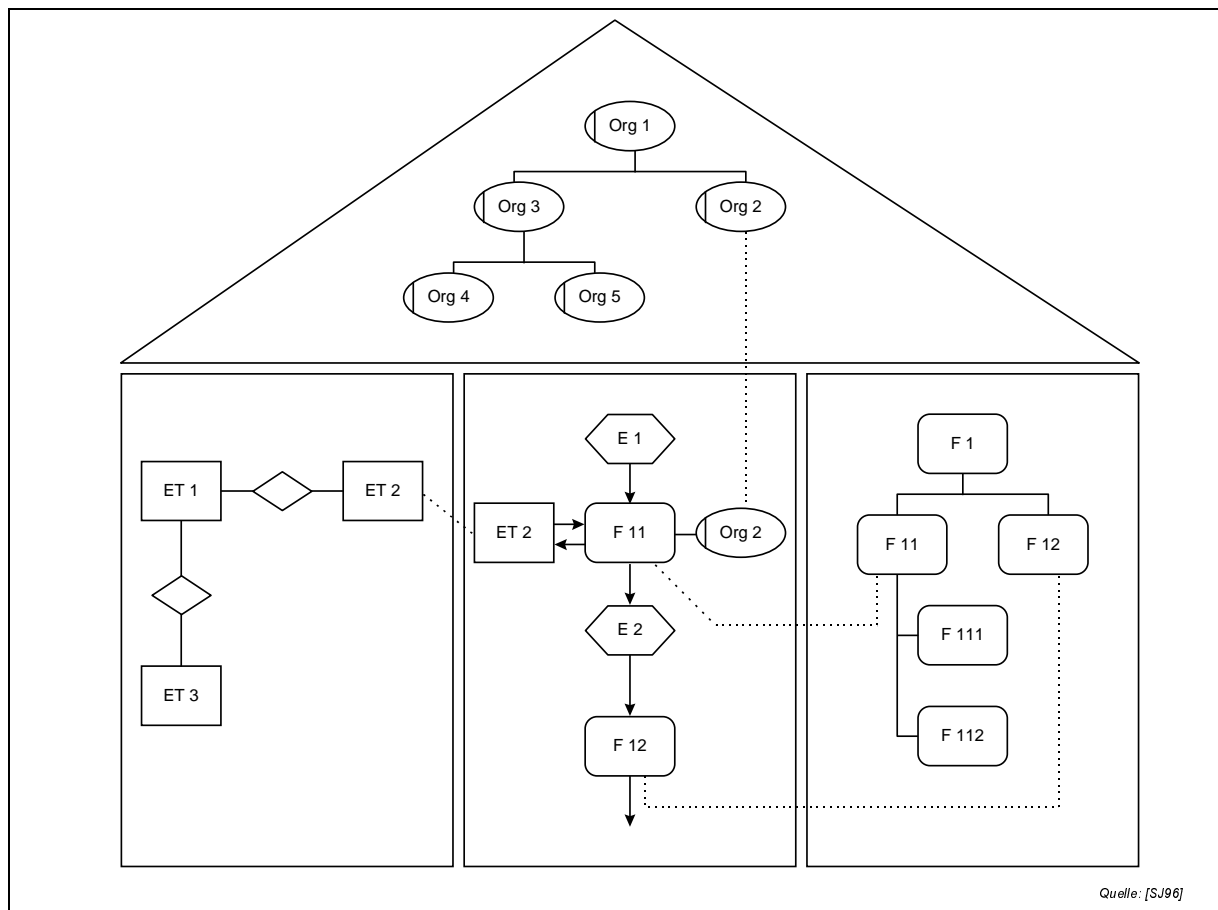 Org 1
Org 3
Org 2
Org 4
Org 5
ET 1
ET 2
ET 3
E 1
ET 2
F 11
Org 2
E 2
F 12
F 1
F 11
F 12
F 111
F 112
Quelle: [SJ96]